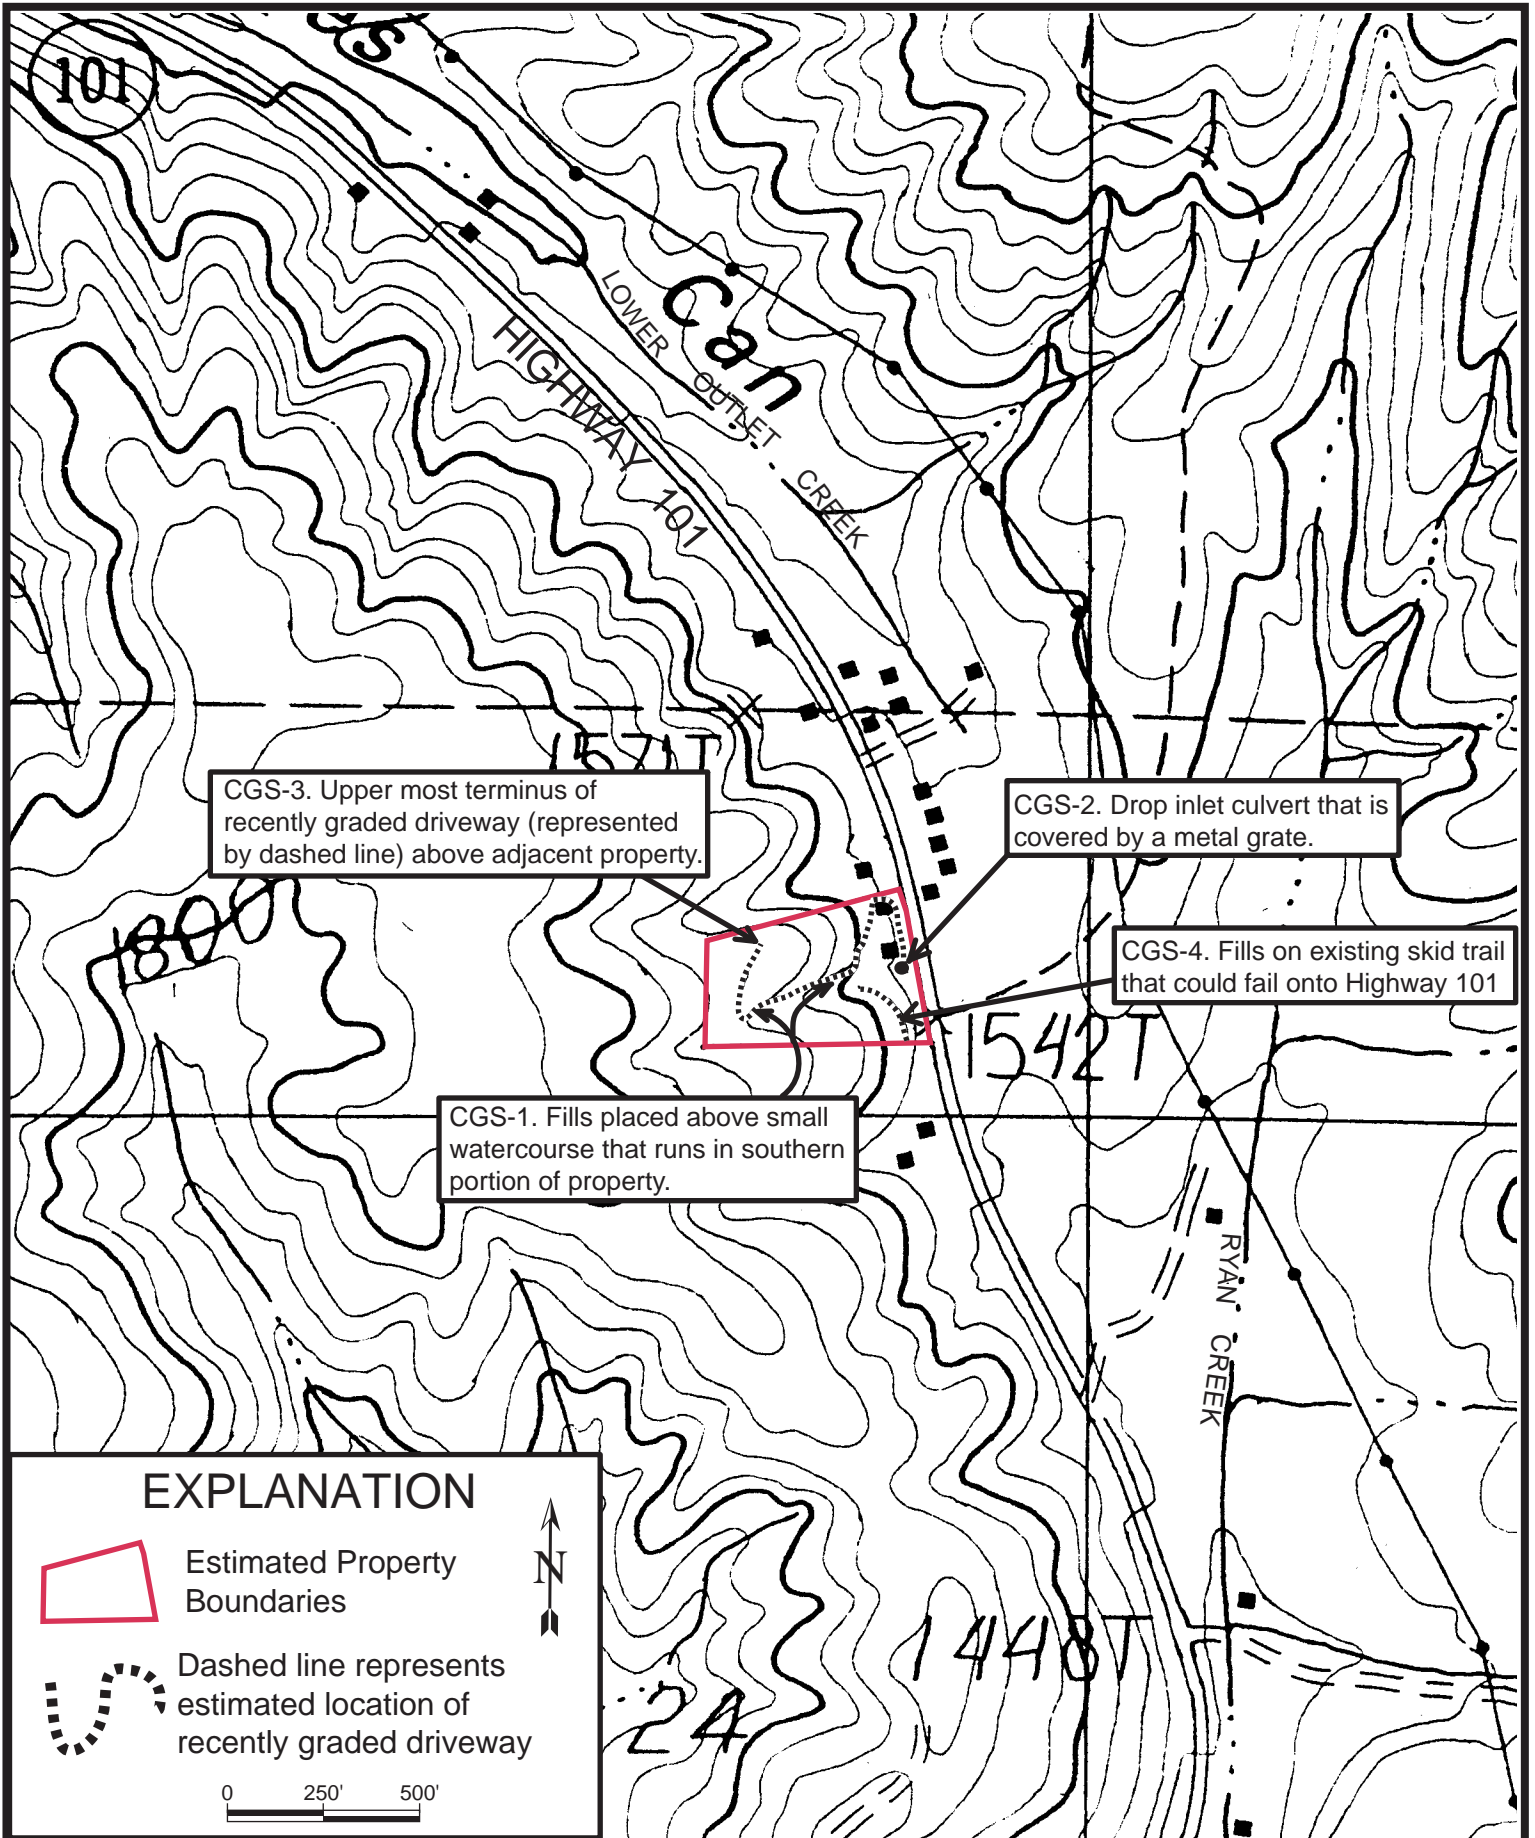 101
gs
Can
LOWER OUTLET CREEK
HIGHWAY 101
1571T
CGS-3. Upper most terminus of
recently graded driveway (represented
by dashed line) above adjacent property.
CGS-2. Drop inlet culvert that is
covered by a metal grate.
1800
CGS-4. Fills on existing skid trail
that could fail onto Highway 101
1542T
CGS-1. Fills placed above small
watercourse that runs in southern
portion of property.
RYAN CREEK
EXPLANATION
N
Estimated Property
Boundaries
1448T
Dashed line represents
estimated location of
recently graded driveway
24
0 250' 500'